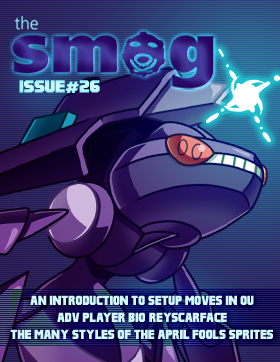 the
smog
ISSUE#26
OG
AN INTRODUCTION TO SETUP MOVES IN OU
ADV PLAYER BIO REYSCARFACE
THE MANY STYLES OF THE APRIL FOOLS SPRITES